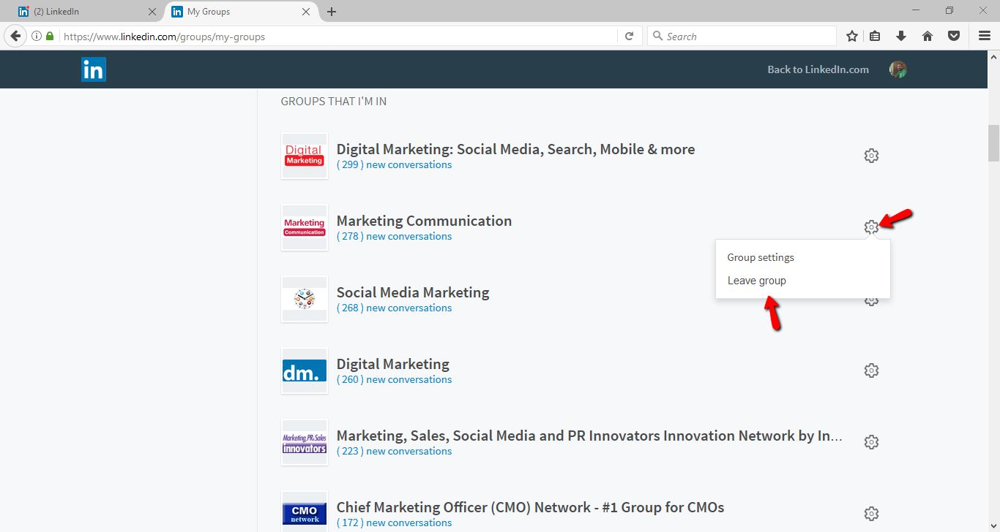 (2) LinkedIn
in My Groups
https://www.linkedin.com/groups/my-groups
Search
in
Back to LinkedIn.com
GROUPS THAT I'M IN
Digital
Marketing
Digital Marketing: Social Media, Search, Mobile & more
( 299 ) new conversations
Marketing
Communication
Marketing Communication
( 278 ) new conversations
Group settings
Leave group
Social Media Marketing
( 268 ) new conversations
dm.
Digital Marketing
( 260 ) new conversations
Marketing, PR & Sales
innovators
Marketing, Sales, Social Media and PR Innovators Innovation Network by In...
( 223 ) new conversations
CMO
network
Chief Marketing Officer (CMO) Network - #1 Group for CMOs
( 172 ) new conversations